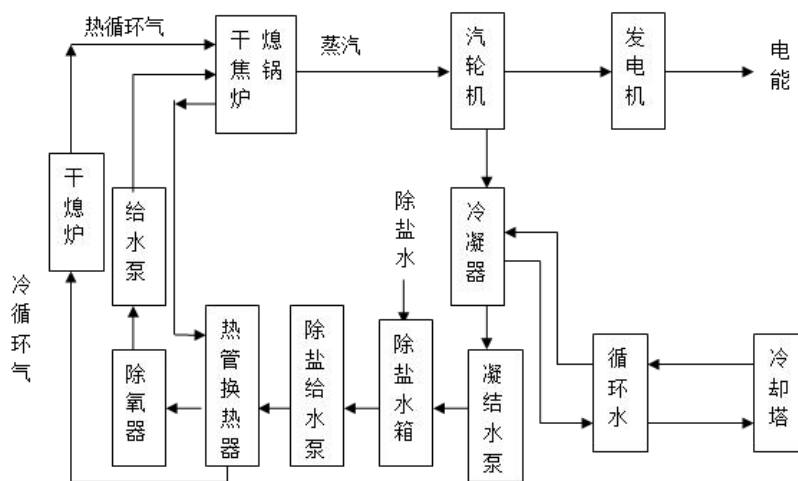 热循环气
干熄
焦锅
炉
蒸汽
汽轮机
发电机
电能
干熄炉
给水泵
除盐水
冷凝器
冷循环气
除氧器
热管换热器
除盐给水泵
除盐水箱
凝结水泵
循环水
冷却塔